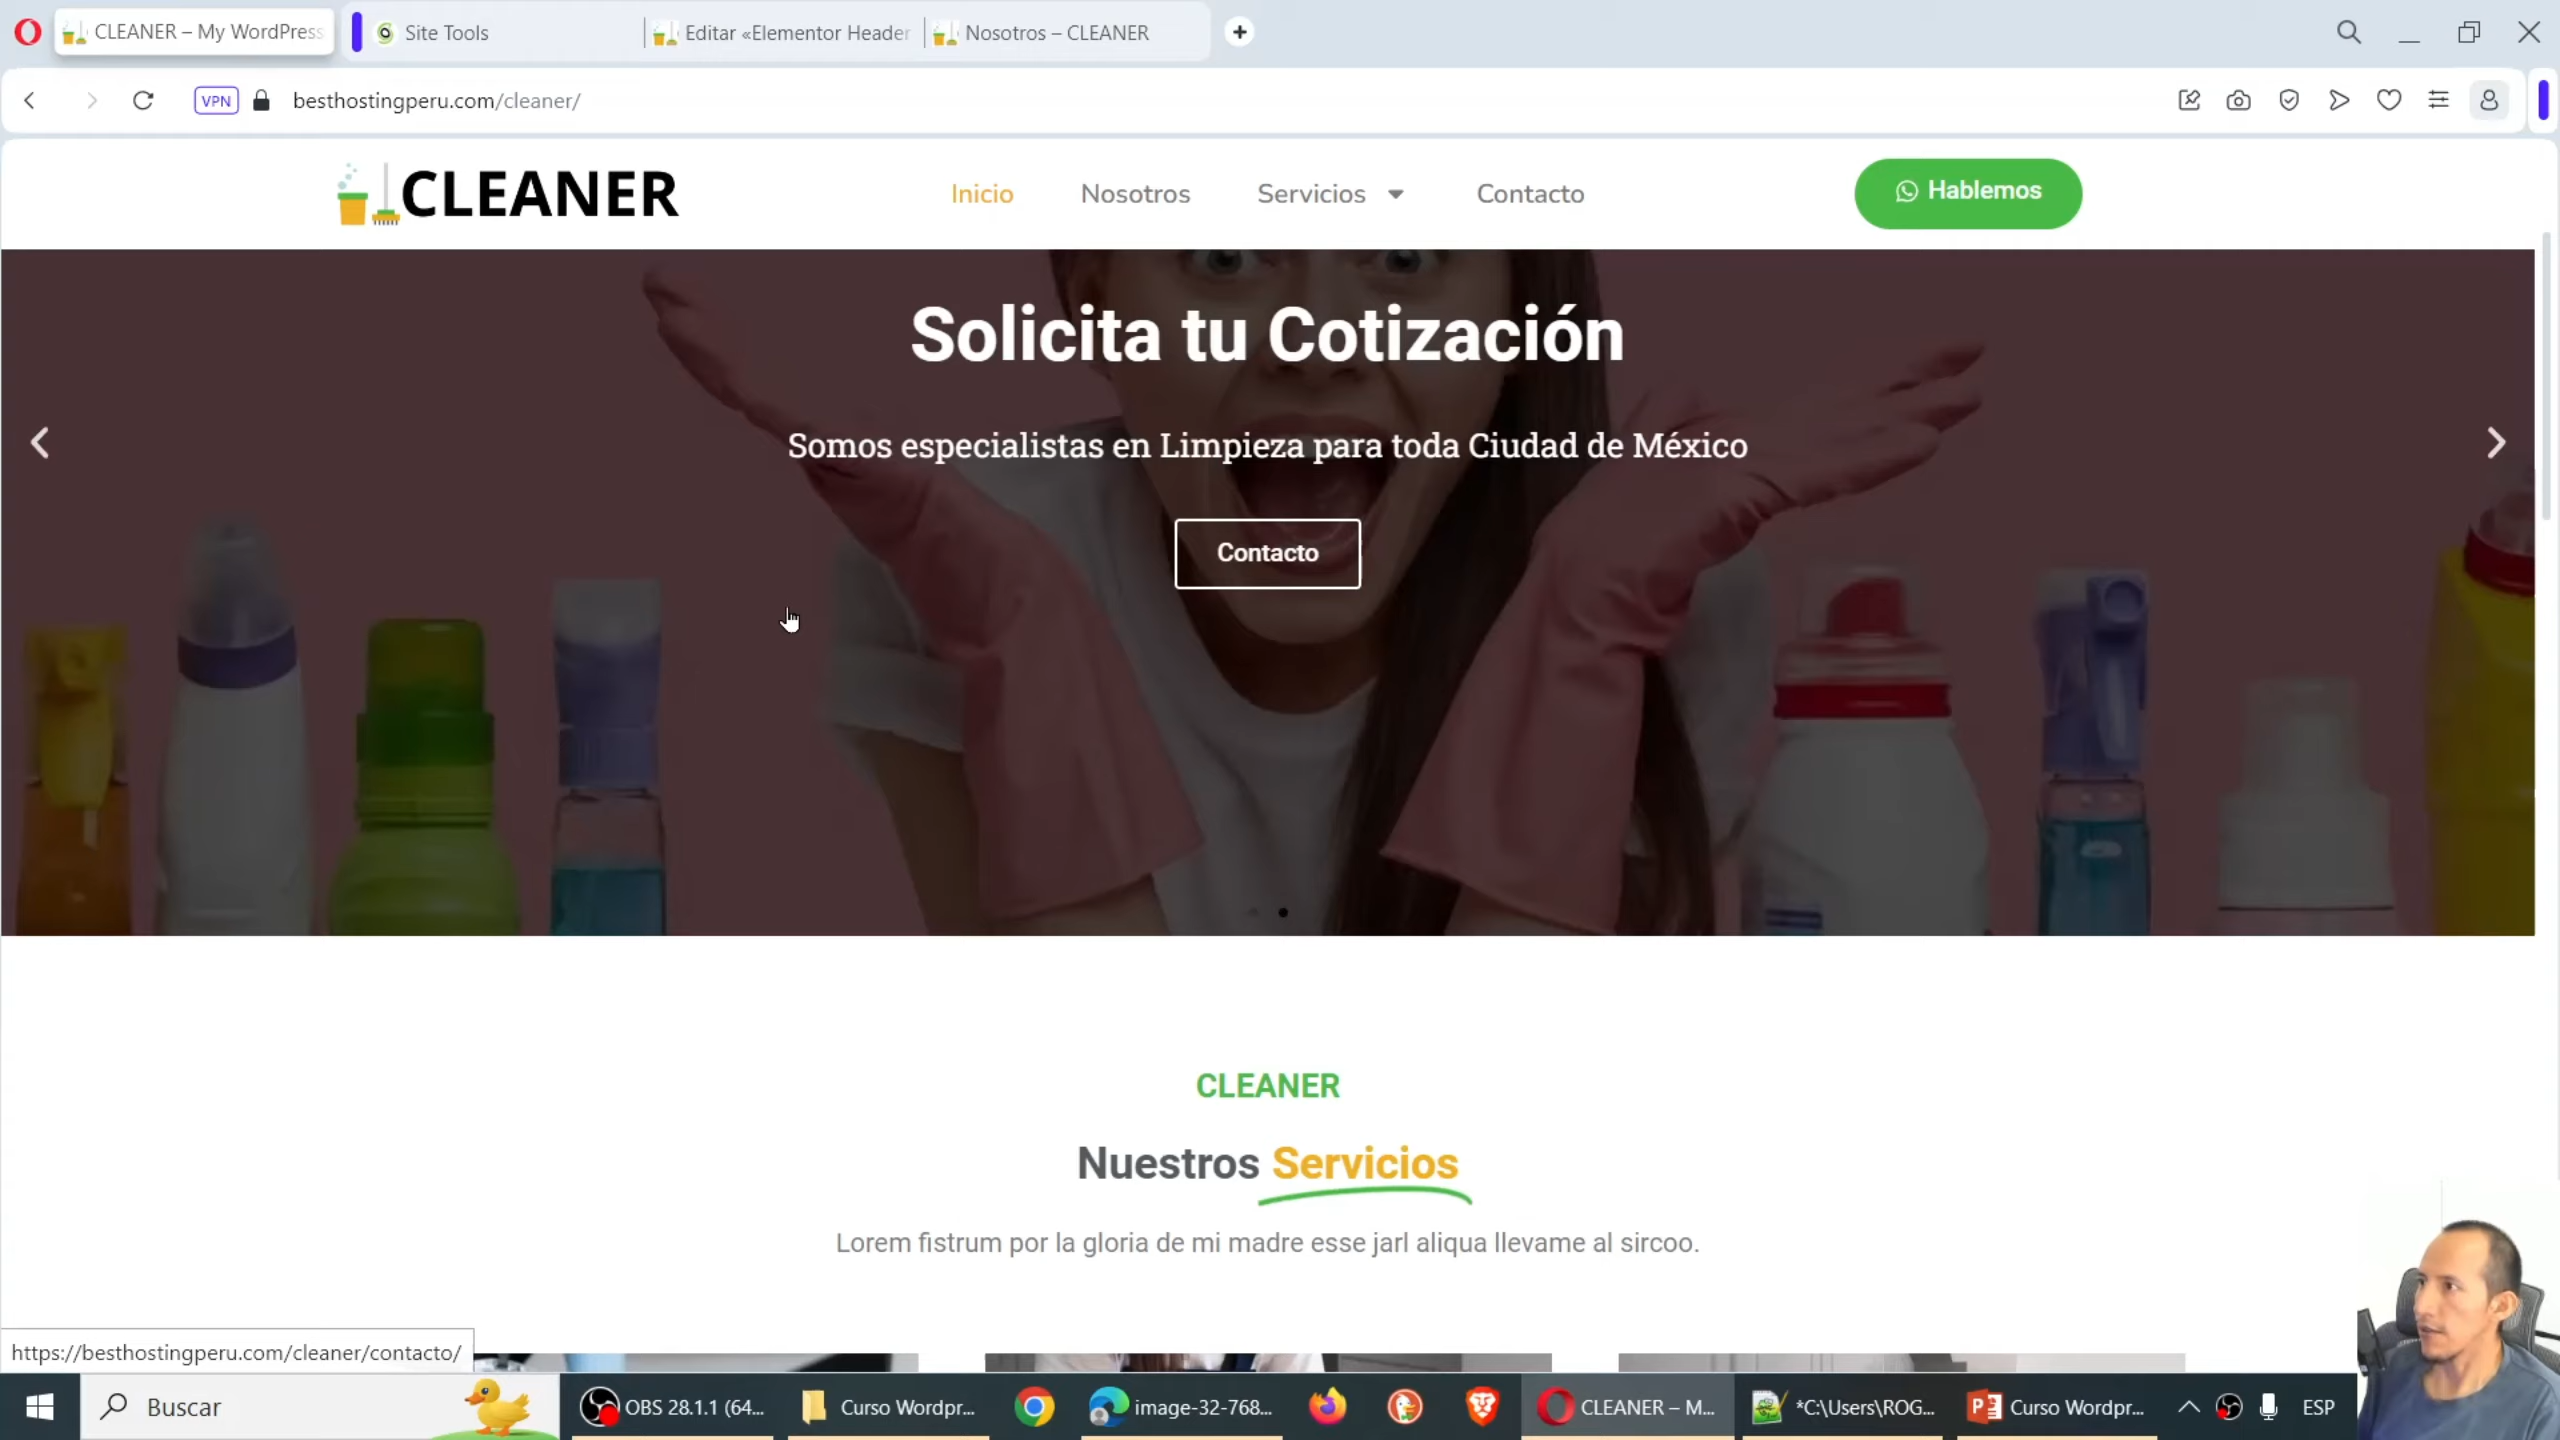 CLEANER – My WordPress
Site Tools
Editar «Elementor Header
Nosotros – CLEANER
VPN
besthostingperu.com/cleaner/
CLEANER
Inicio
Nosotros
Servicios
Contacto
Hablemos
Solicita tu Cotización
Somos especialistas en Limpieza para toda Ciudad de México
Contacto
CLEANER
Nuestros Servicios
Lorem fistrum por la gloria de mi madre esse jarl aliqua llevame al sircoo.
https://besthostingperu.com/cleaner/contacto/
Buscar
OBS 28.1.1 (64...
Curso Wordpr...
image-32-768...
CLEANER – M...
*C:\Users\ROG...
Curso Wordpr...
ESP